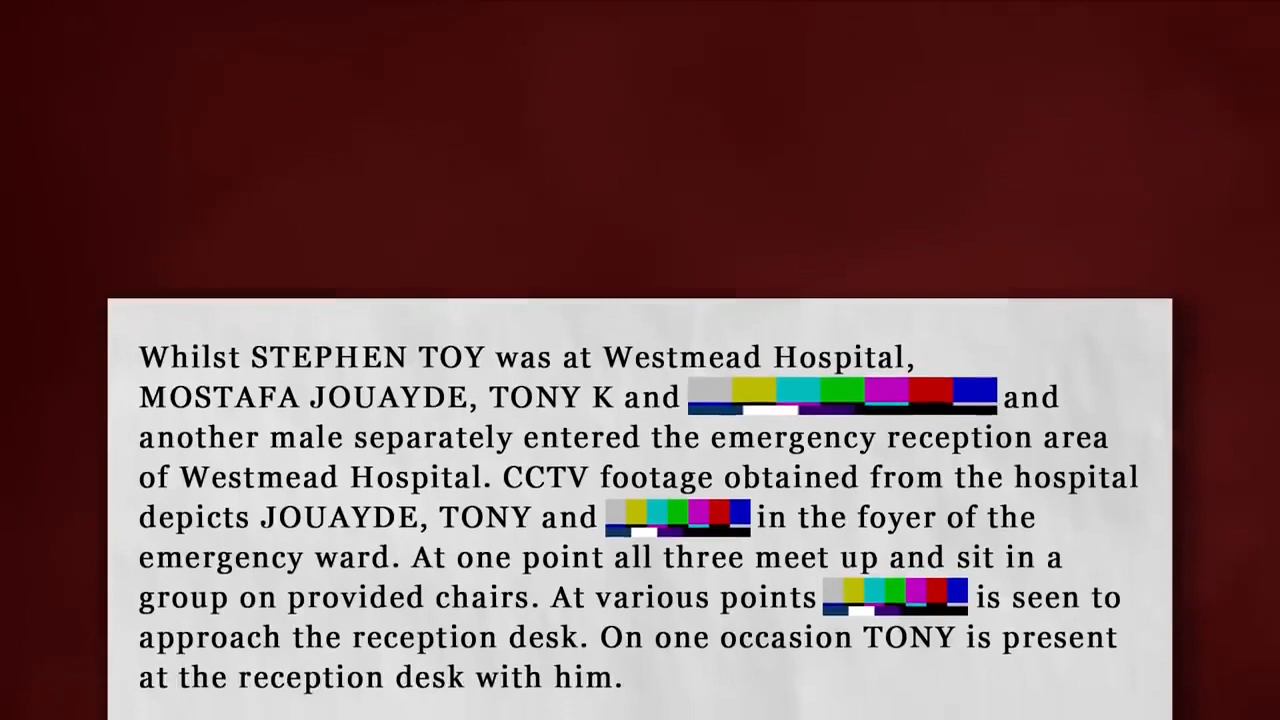 Whilst STEPHEN TOY was at Westmead Hospital,
MOSTAFA JOUAYDE, TONY K and and
another male separately entered the emergency reception area
of Westmead Hospital. CCTV footage obtained from the hospital
depicts JOUAYDE, TONY and in the foyer of the
emergency ward. At one point all three meet up and sit in a
group on provided chairs. At various points is seen to
approach the reception desk. On one occasion TONY is present
at the reception desk with him.